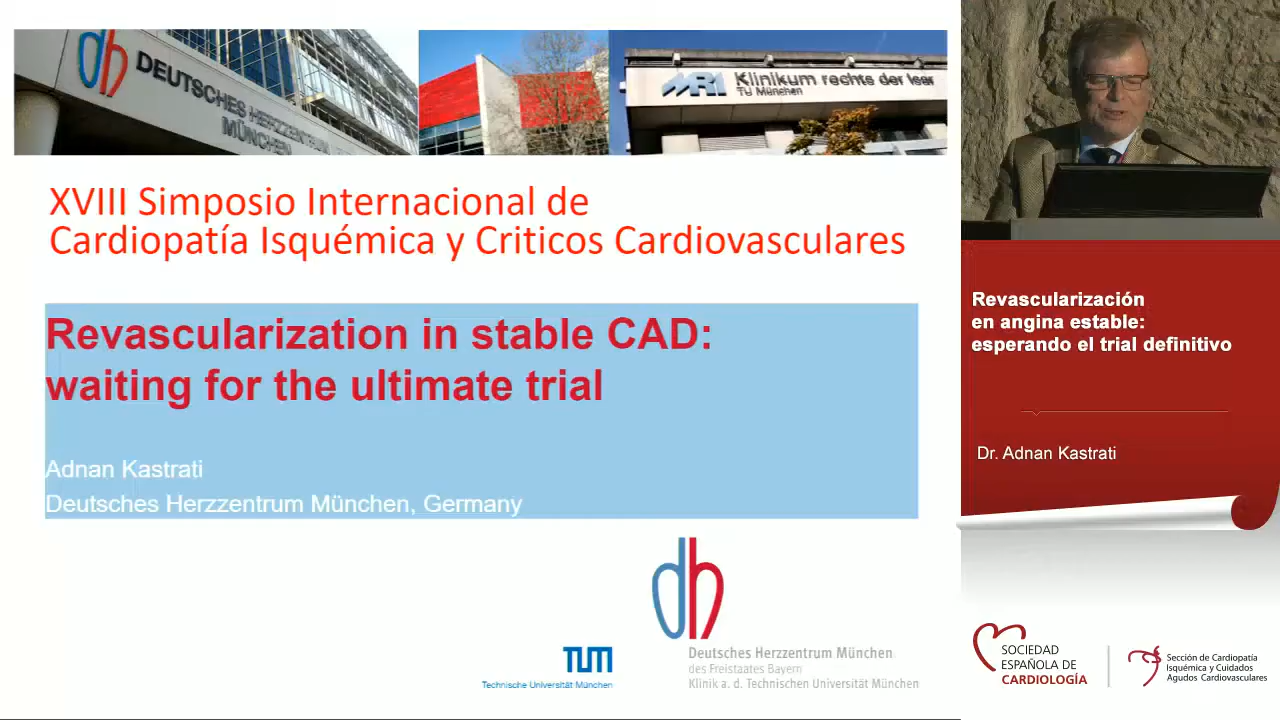 DEUTSCHES HERZZENTRUM
MÜNCHEN
MRI Klinikum rechts der Isar
TU München
XVIII Simposio Internacional de
Cardiopatía Isquémica y Criticos Cardiovasculares
Revascularization in stable CAD:
waiting for the ultimate trial
Adnan Kastrati
Deutsches Herzzentrum München, Germany
TUM
Technische Universität München
Deutsches Herzzentrum München
des Freistaates Bayern
Klinik a. d. Technischen Universität München
Revascularización
en angina estable:
esperando el trial definitivo
Dr. Adnan Kastrati
SOCIEDAD
ESPAÑOLA DE
CARDIOLOGÍA
Sección de Cardiopatía
Isquémica y Cuidados
Agudos Cardiovasculares